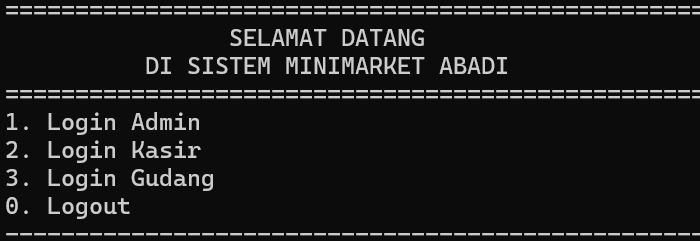 ==================================================
SELAMAT DATANG
DI SISTEM MINIMARKET ABADI
==================================================
1. Login Admin
2. Login Kasir
3. Login Gudang
0. Logout
--------------------------------------------------